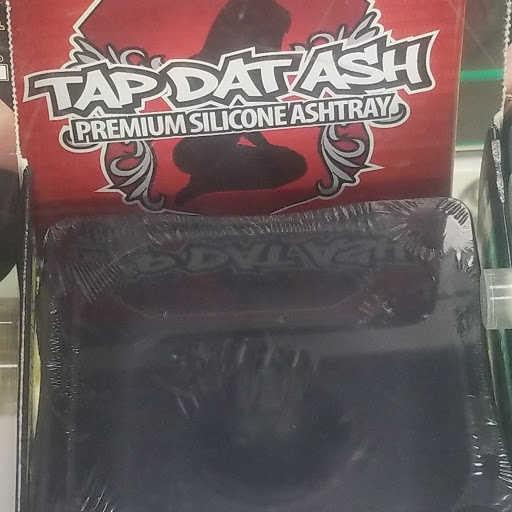 TAP DAT ASH
PREMIUM SILICONE ASHTRAY